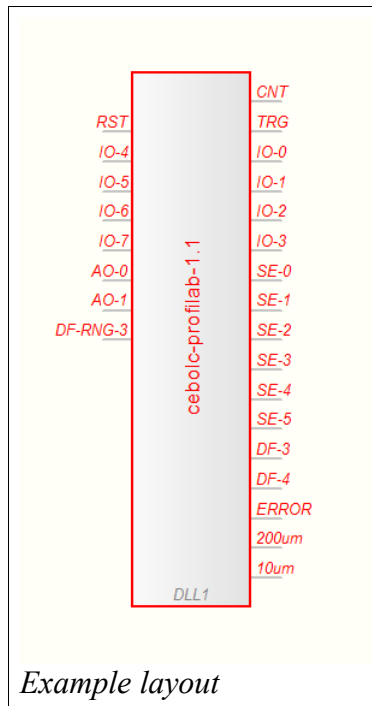 CNT
RST
TRG
IO-4
IO-0
IO-5
IO-1
IO-6
IO-2
IO-7
IO-3
AO-0
SE-0
AO-1
SE-1
DF-RNG-3
SE-2
SE-3
SE-4
SE-5
DF-3
DF-4
ERROR
200um
10um
cebolc-profilab-1.1
DLL1
Example layout